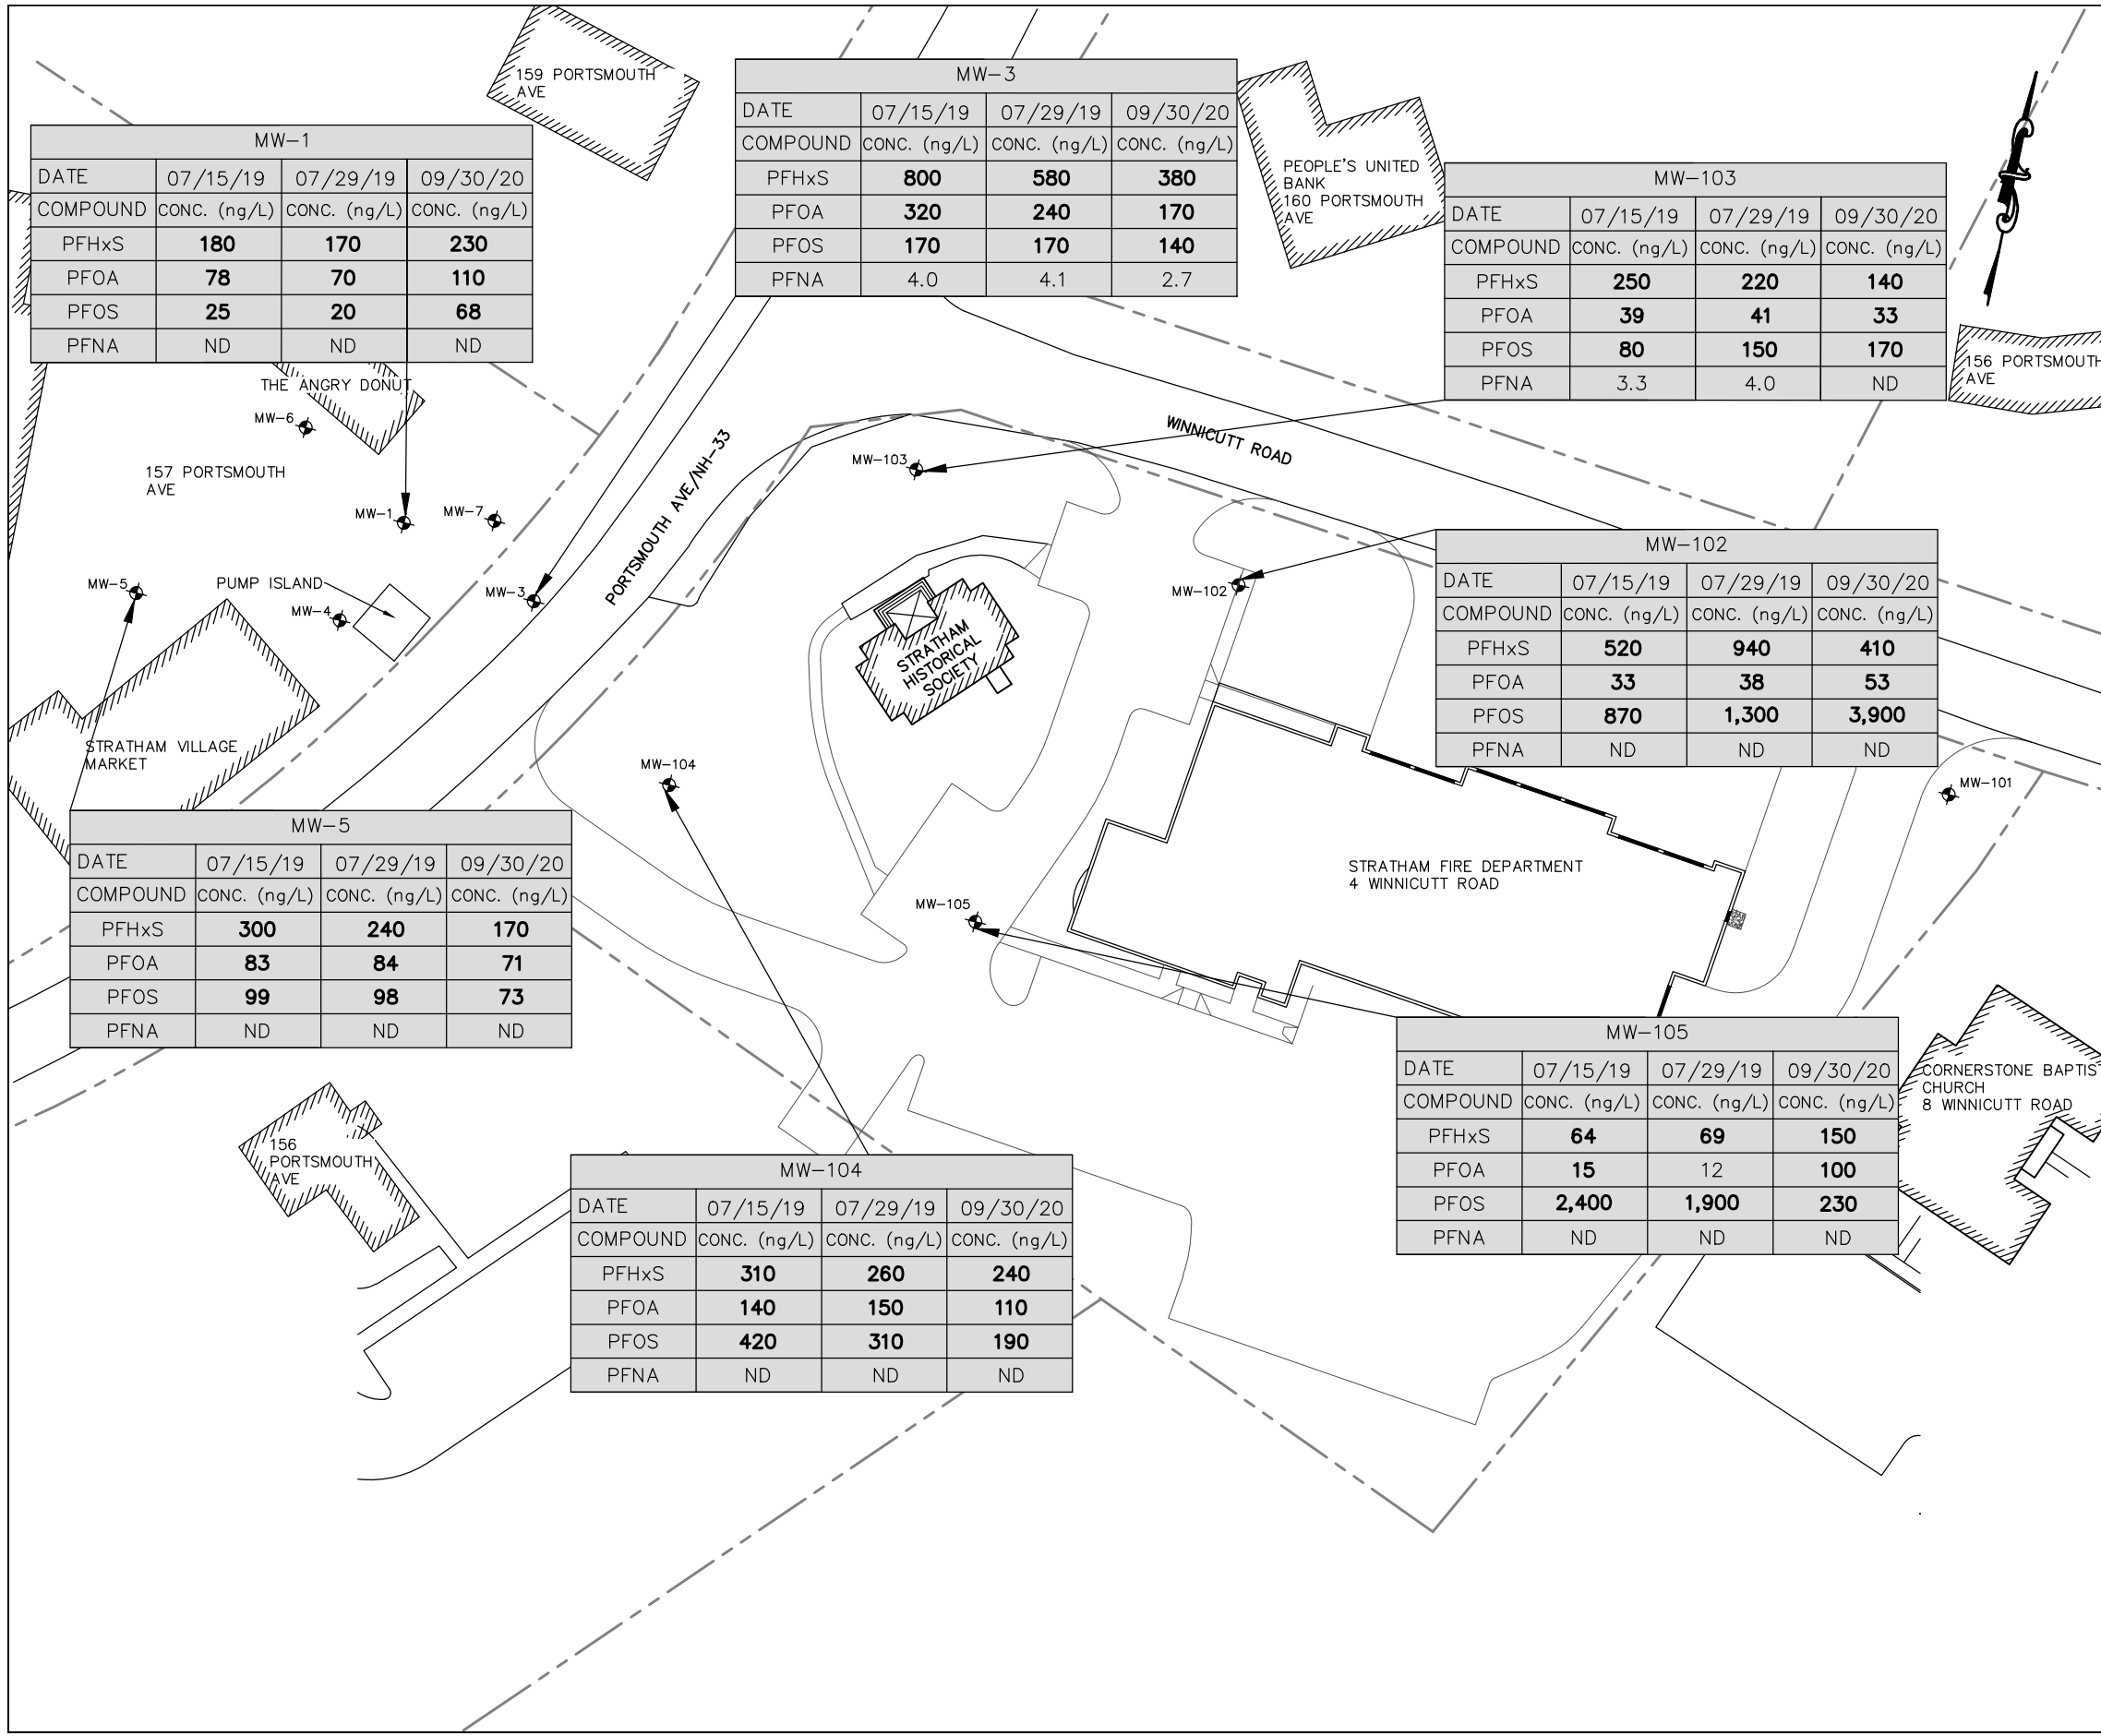 159 PORTSMOUTH
AVE
MW-1
DATE 07/15/19 07/29/19 09/30/20
COMPOUND CONC. (ng/L) CONC. (ng/L) CONC. (ng/L)
PFHxS 180 170 230
PFOA 78 70 110
PFOS 25 20 68
PFNA ND ND ND
MW-3
DATE 07/15/19 07/29/19 09/30/20
COMPOUND CONC. (ng/L) CONC. (ng/L) CONC. (ng/L)
PFHxS 800 580 380
PFOA 320 240 170
PFOS 170 170 140
PFNA 4.0 4.1 2.7
PEOPLE'S UNITED
BANK
160 PORTSMOUTH
AVE
MW-103
DATE 07/15/19 07/29/19 09/30/20
COMPOUND CONC. (ng/L) CONC. (ng/L) CONC. (ng/L)
PFHxS 250 220 140
PFOA 39 41 33
PFOS 80 150 170
PFNA 3.3 4.0 ND
156 PORTSMOUTH
AVE
THE ANGRY DONUT
MW-6
157 PORTSMOUTH
AVE
MW-1
MW-7
PORTSMOUTH AVE/NH-33
WINNICUTT ROAD
MW-103
MW-5
PUMP ISLAND
MW-4
MW-3
MW-102
STRATHAM
HISTORICAL
SOCIETY
MW-102
DATE 07/15/19 07/29/19 09/30/20
COMPOUND CONC. (ng/L) CONC. (ng/L) CONC. (ng/L)
PFHxS 520 940 410
PFOA 33 38 53
PFOS 870 1,300 3,900
PFNA ND ND ND
STRATHAM VILLAGE
MARKET
MW-104
MW-101
MW-5
DATE 07/15/19 07/29/19 09/30/20
COMPOUND CONC. (ng/L) CONC. (ng/L) CONC. (ng/L)
PFHxS 300 240 170
PFOA 83 84 71
PFOS 99 98 73
PFNA ND ND ND
STRATHAM FIRE DEPARTMENT
4 WINNICUTT ROAD
MW-105
MW-105
DATE 07/15/19 07/29/19 09/30/20
COMPOUND CONC. (ng/L) CONC. (ng/L) CONC. (ng/L)
PFHxS 64 69 150
PFOA 15 12 100
PFOS 2,400 1,900 230
PFNA ND ND ND
CORNERSTONE BAPTIS
CHURCH
8 WINNICUTT ROAD
156
PORTSMOUTH
AVE
MW-104
DATE 07/15/19 07/29/19 09/30/20
COMPOUND CONC. (ng/L) CONC. (ng/L) CONC. (ng/L)
PFHxS 310 260 240
PFOA 140 150 110
PFOS 420 310 190
PFNA ND ND ND